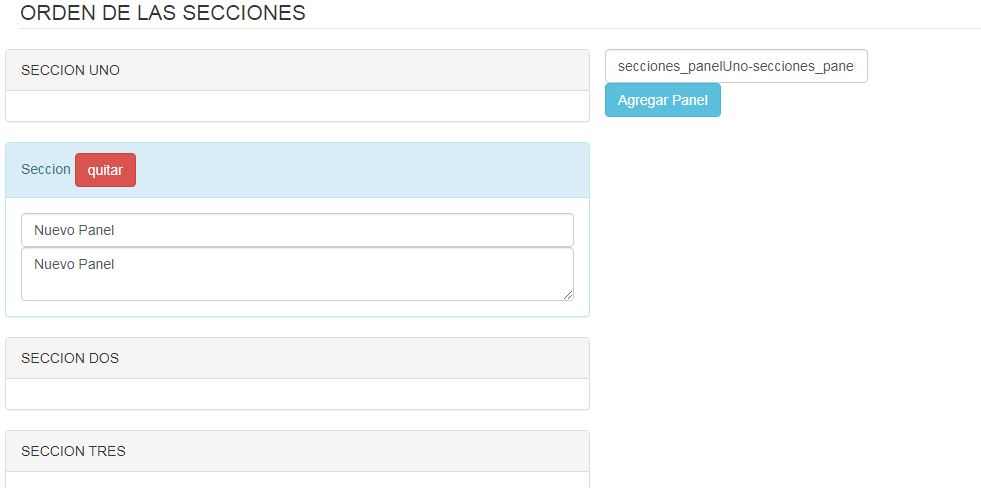 ORDEN DE LAS SECCIONES
SECCION UNO
secciones_panelUno-secciones_pane
Agregar Panel
Seccion quitar
Nuevo Panel
Nuevo Panel
SECCION DOS
SECCION TRES